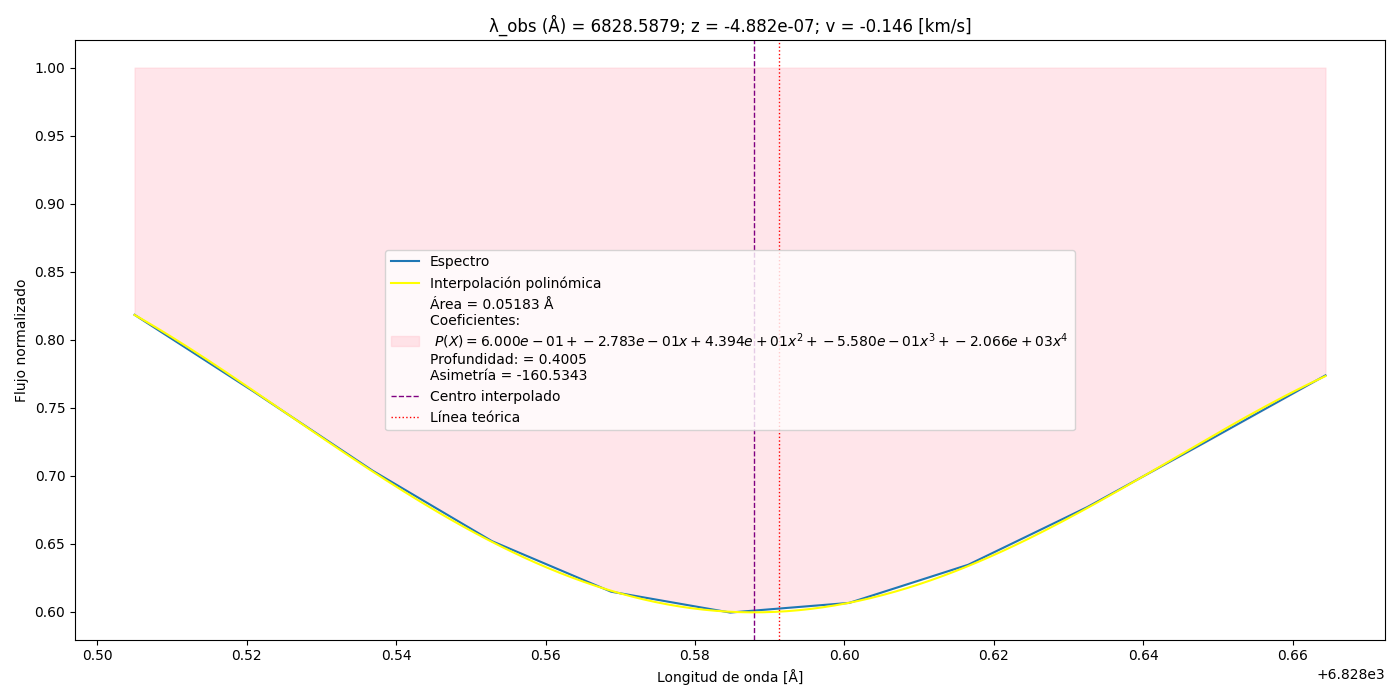 λ_obs (Å) = 6828.5879; z = -4.882e-07; v = -0.146 [km/s]
Flujo normalizado
1.00
0.95
0.90
0.85
0.80
0.75
0.70
0.65
0.60
Espectro
Interpolación polinómica
Área = 0.05183 Å
Coeficientes:
P(X) = 6.000e − 01 + −2.783e − 01x + 4.394e + 01x² + −5.580e − 01x³ + −2.066e + 03x⁴
Profundidad: = 0.4005
Asimetría = -160.5343
Centro interpolado
Línea teórica
0.50 0.52 0.54 0.56 0.58 0.60 0.62 0.64 0.66
+6.828e3
Longitud de onda [Å]